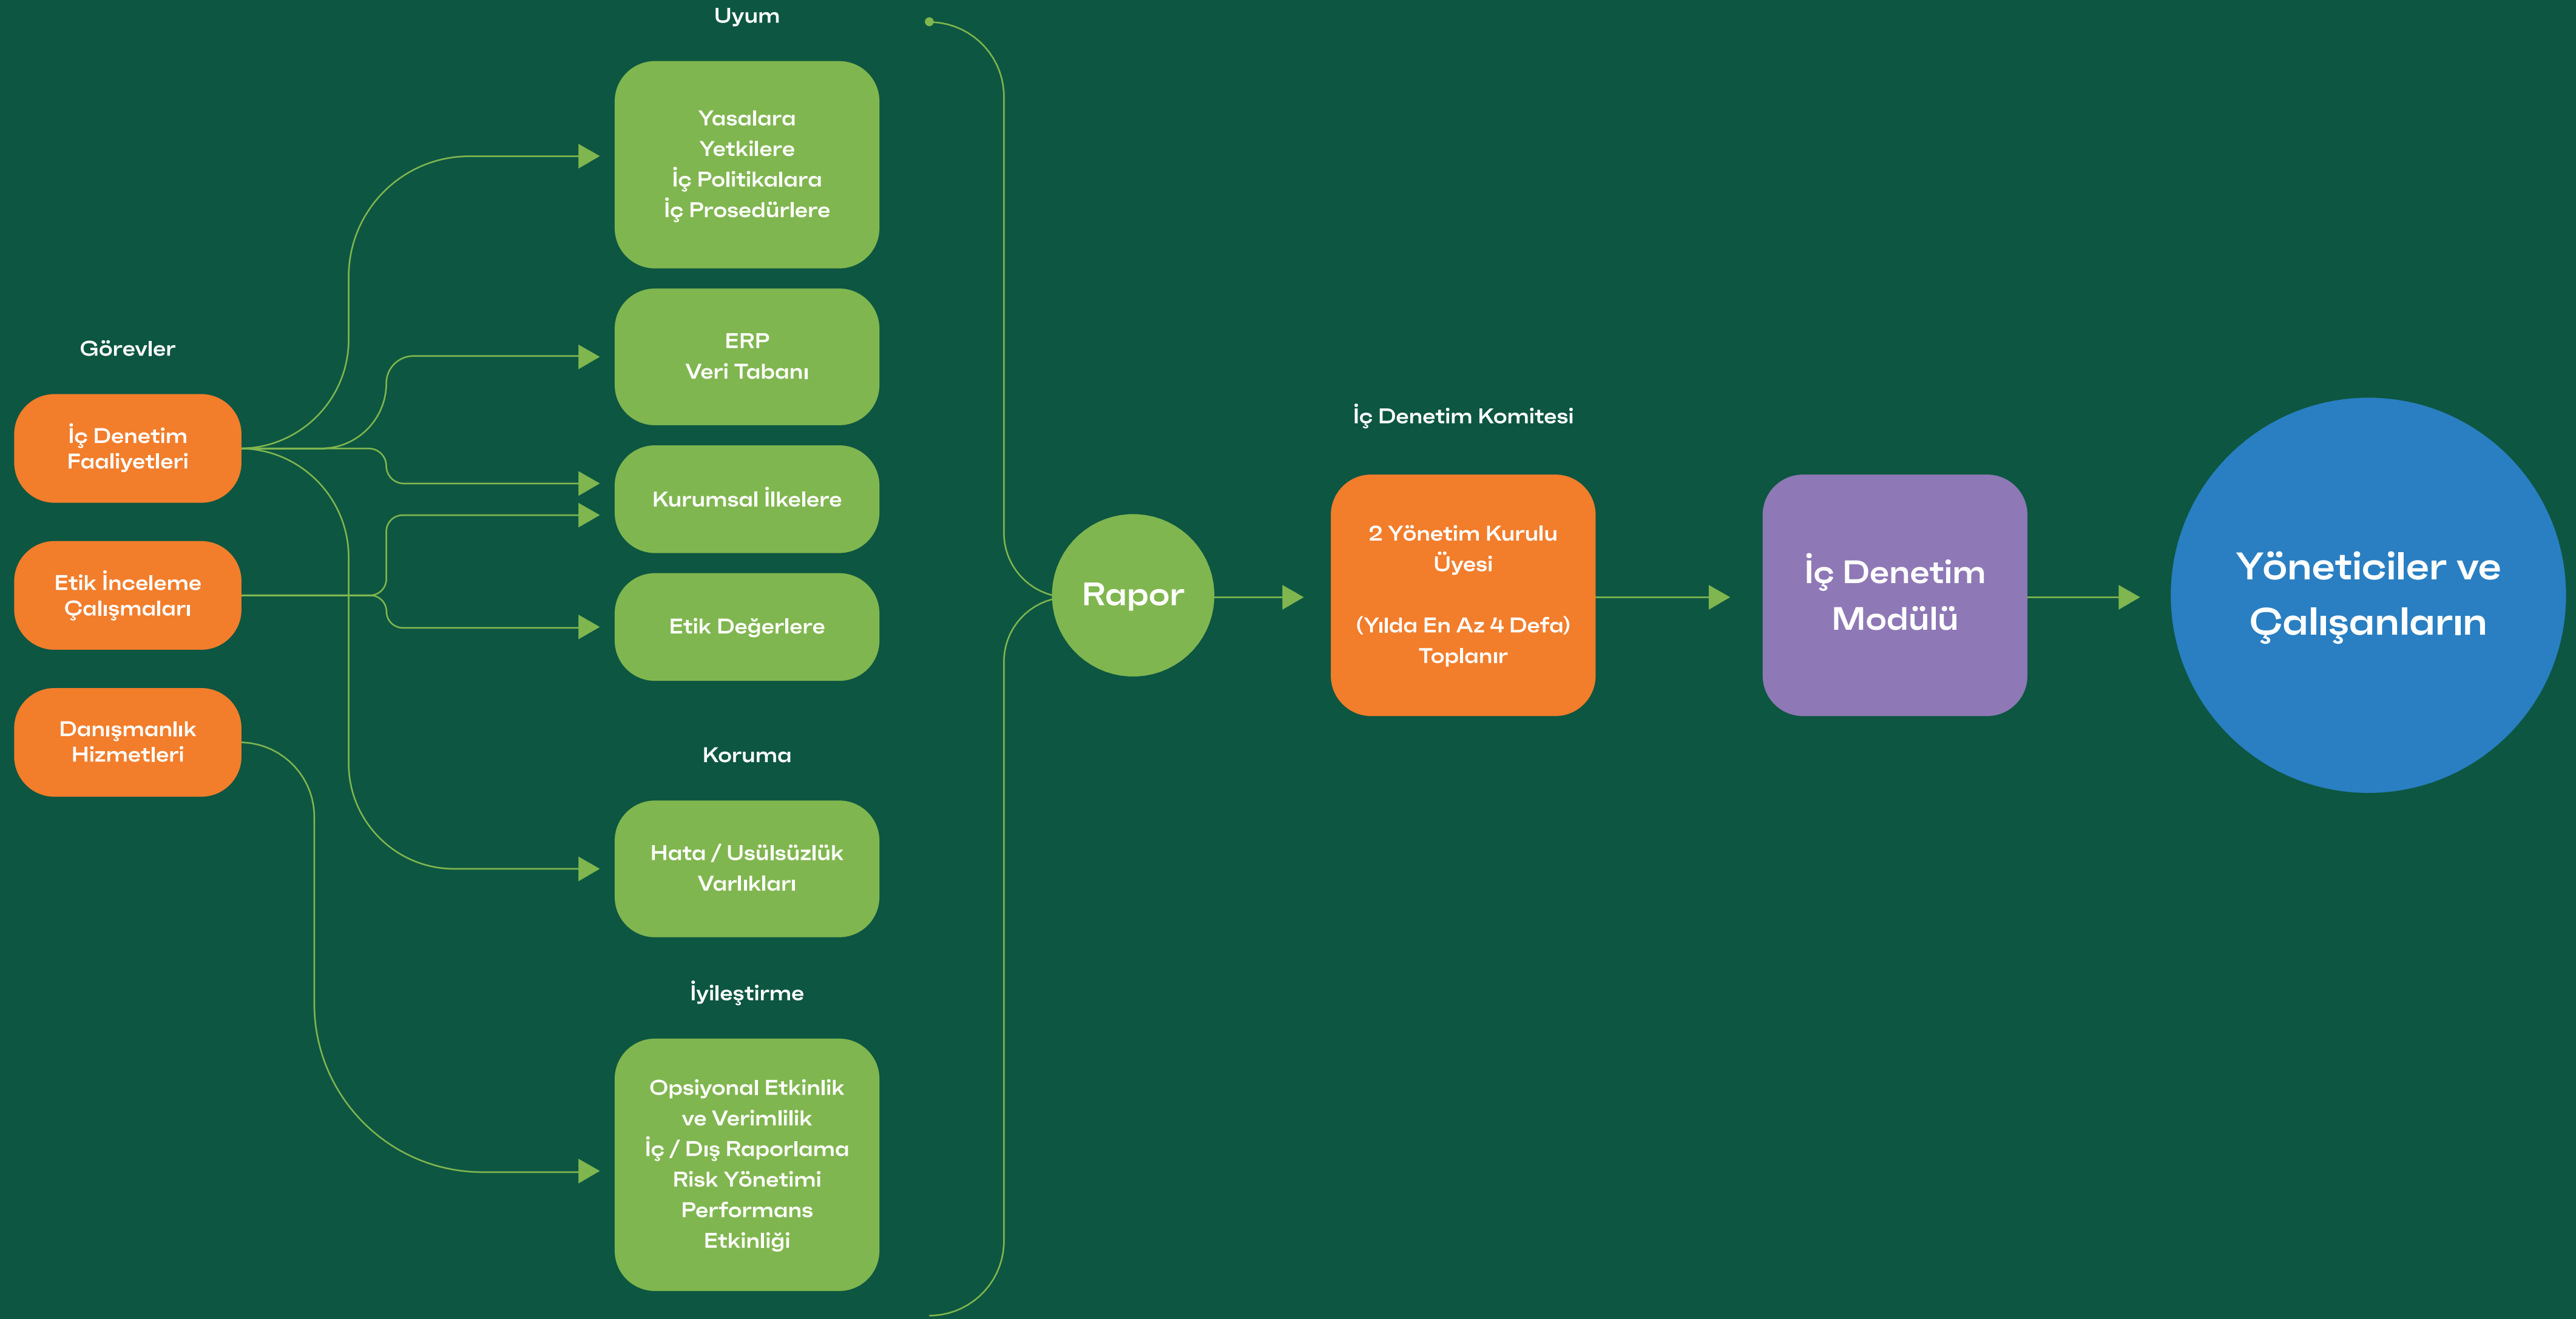 Görevler
İç Denetim
Faaliyetleri
Etik İnceleme
Çalışmaları
Danışmanlık
Hizmetleri
Uyum
Yasalara
Yetkilere
İç Politikalara
İç Prosedürlere
ERP
Veri Tabanı
Kurumsal İlkelere
Etik Değerlere
Koruma
Hata / Usülsüzlük
Varlıkları
İyileştirme
Opsiyonal Etkinlik
ve Verimlilik
İç / Dış Raporlama
Risk Yönetimi
Performans
Etkinliği
Rapor
İç Denetim Komitesi
2 Yönetim Kurulu
Üyesi
(Yılda En Az 4 Defa)
Toplanır
İç Denetim
Modülü
Yöneticiler ve
Çalışanların